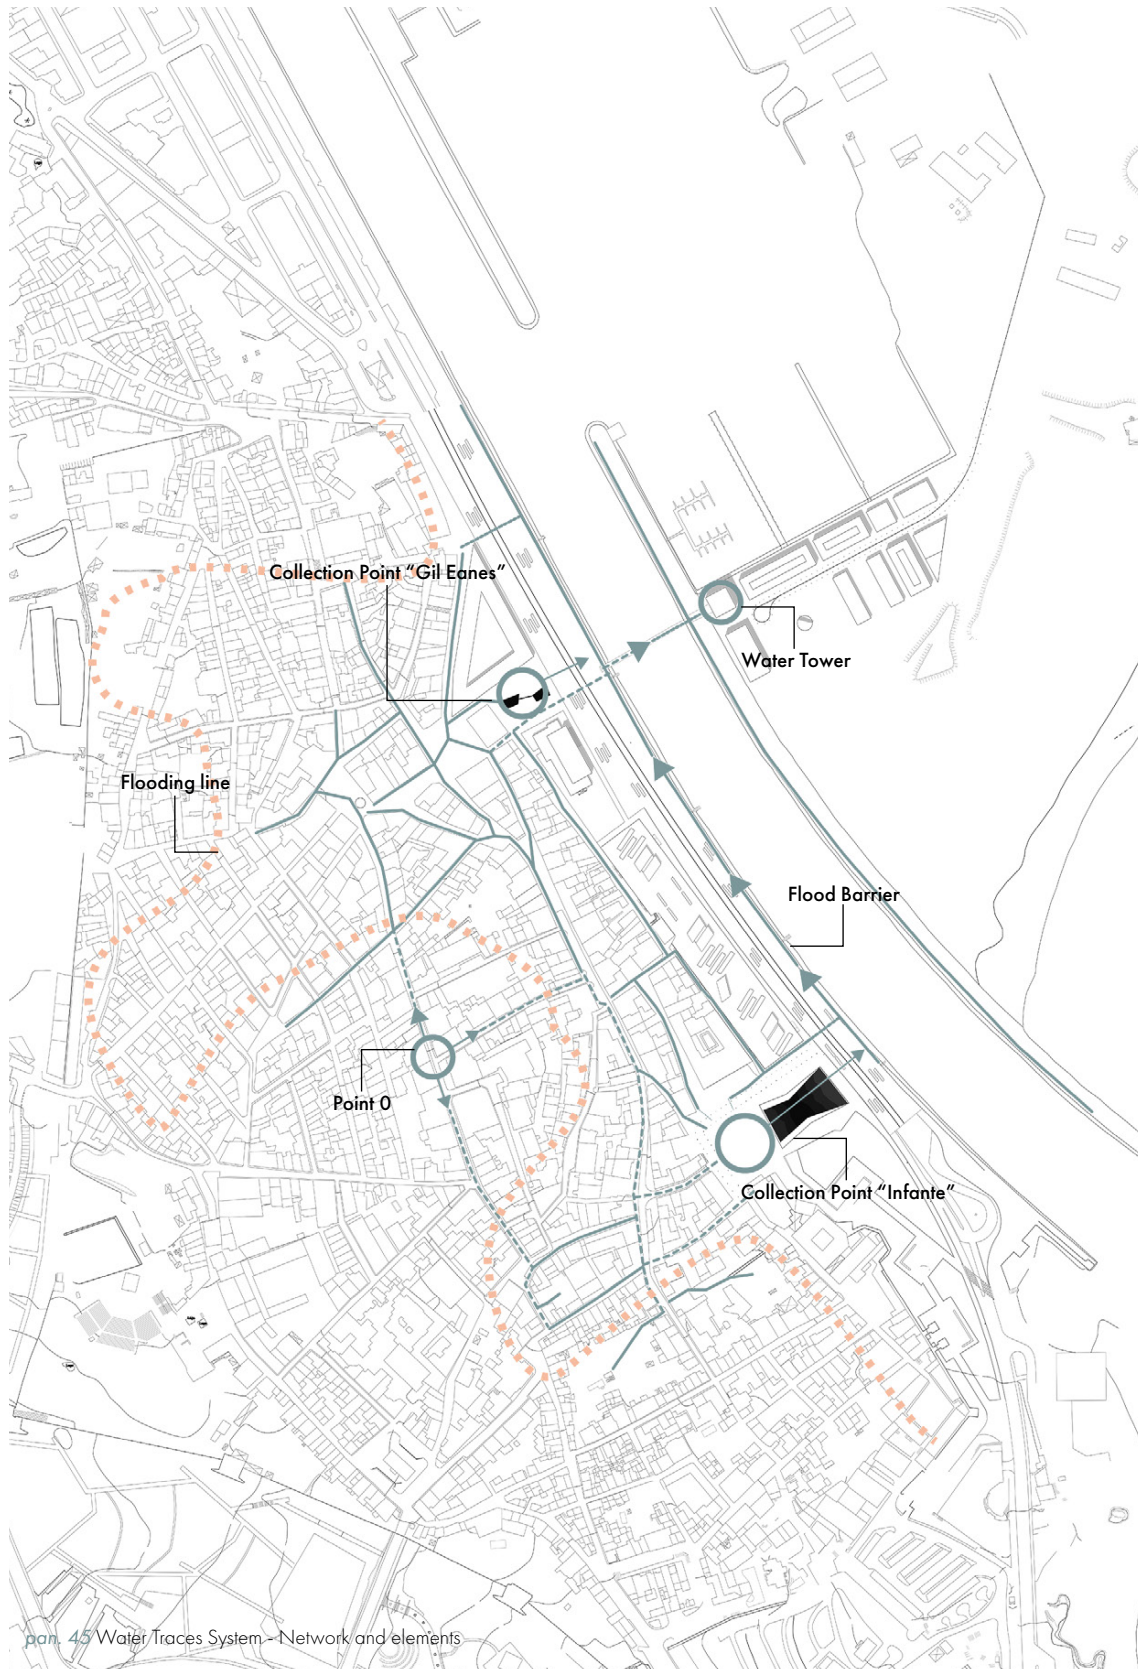 Collection Point “Gil Eanes”
Water Tower
Flooding line
Flood Barrier
Point 0
Collection Point “Infante”
pan. 45 Water Traces System - Network and elements